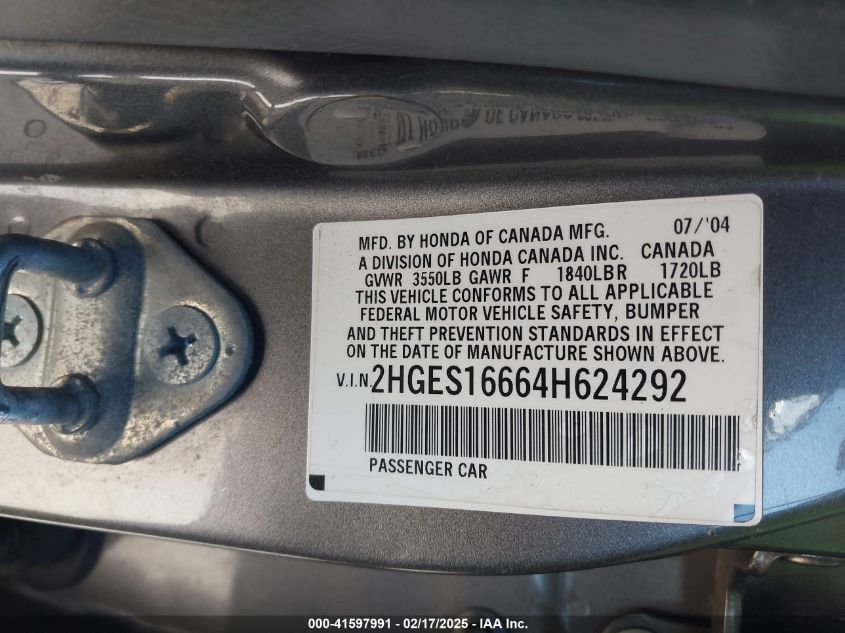 MFD. BY HONDA OF CANADA MFG. 07/'04
A DIVISION OF HONDA CANADA INC. CANADA
GVWR 3550LB GAWR F 1840LB R 1720LB
THIS VEHICLE CONFORMS TO ALL APPLICABLE
FEDERAL MOTOR VEHICLE SAFETY, BUMPER
AND THEFT PREVENTION STANDARDS IN EFFECT
ON THE DATE OF MANUFACTURE SHOWN ABOVE.
V.I.N. 2HGES16664H624292
PASSENGER CAR
000-41597991 - 02/17/2025 - IAA Inc.